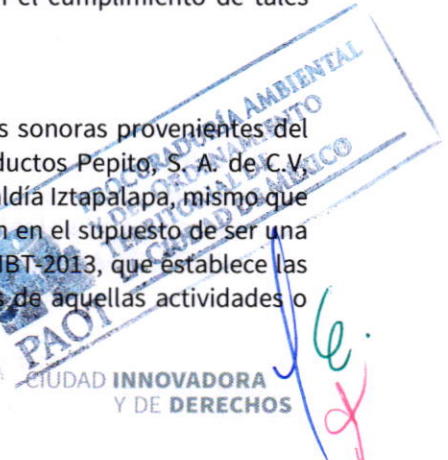 el cumplimiento de tales
s sonoras provenientes del
ductos Pepito, S. A. de C.V,
aldía Iztapalapa, mismo que
n en el supuesto de ser una
MBT-2013, que establece las
s de aquellas actividades o
PROCURADURÍA AMBIENTAL
Y DEL ORDENAMIENTO
TERRITORIAL DE
LA CIUDAD DE MÉXICO
PAOT
CIUDAD INNOVADORA
Y DE DERECHOS